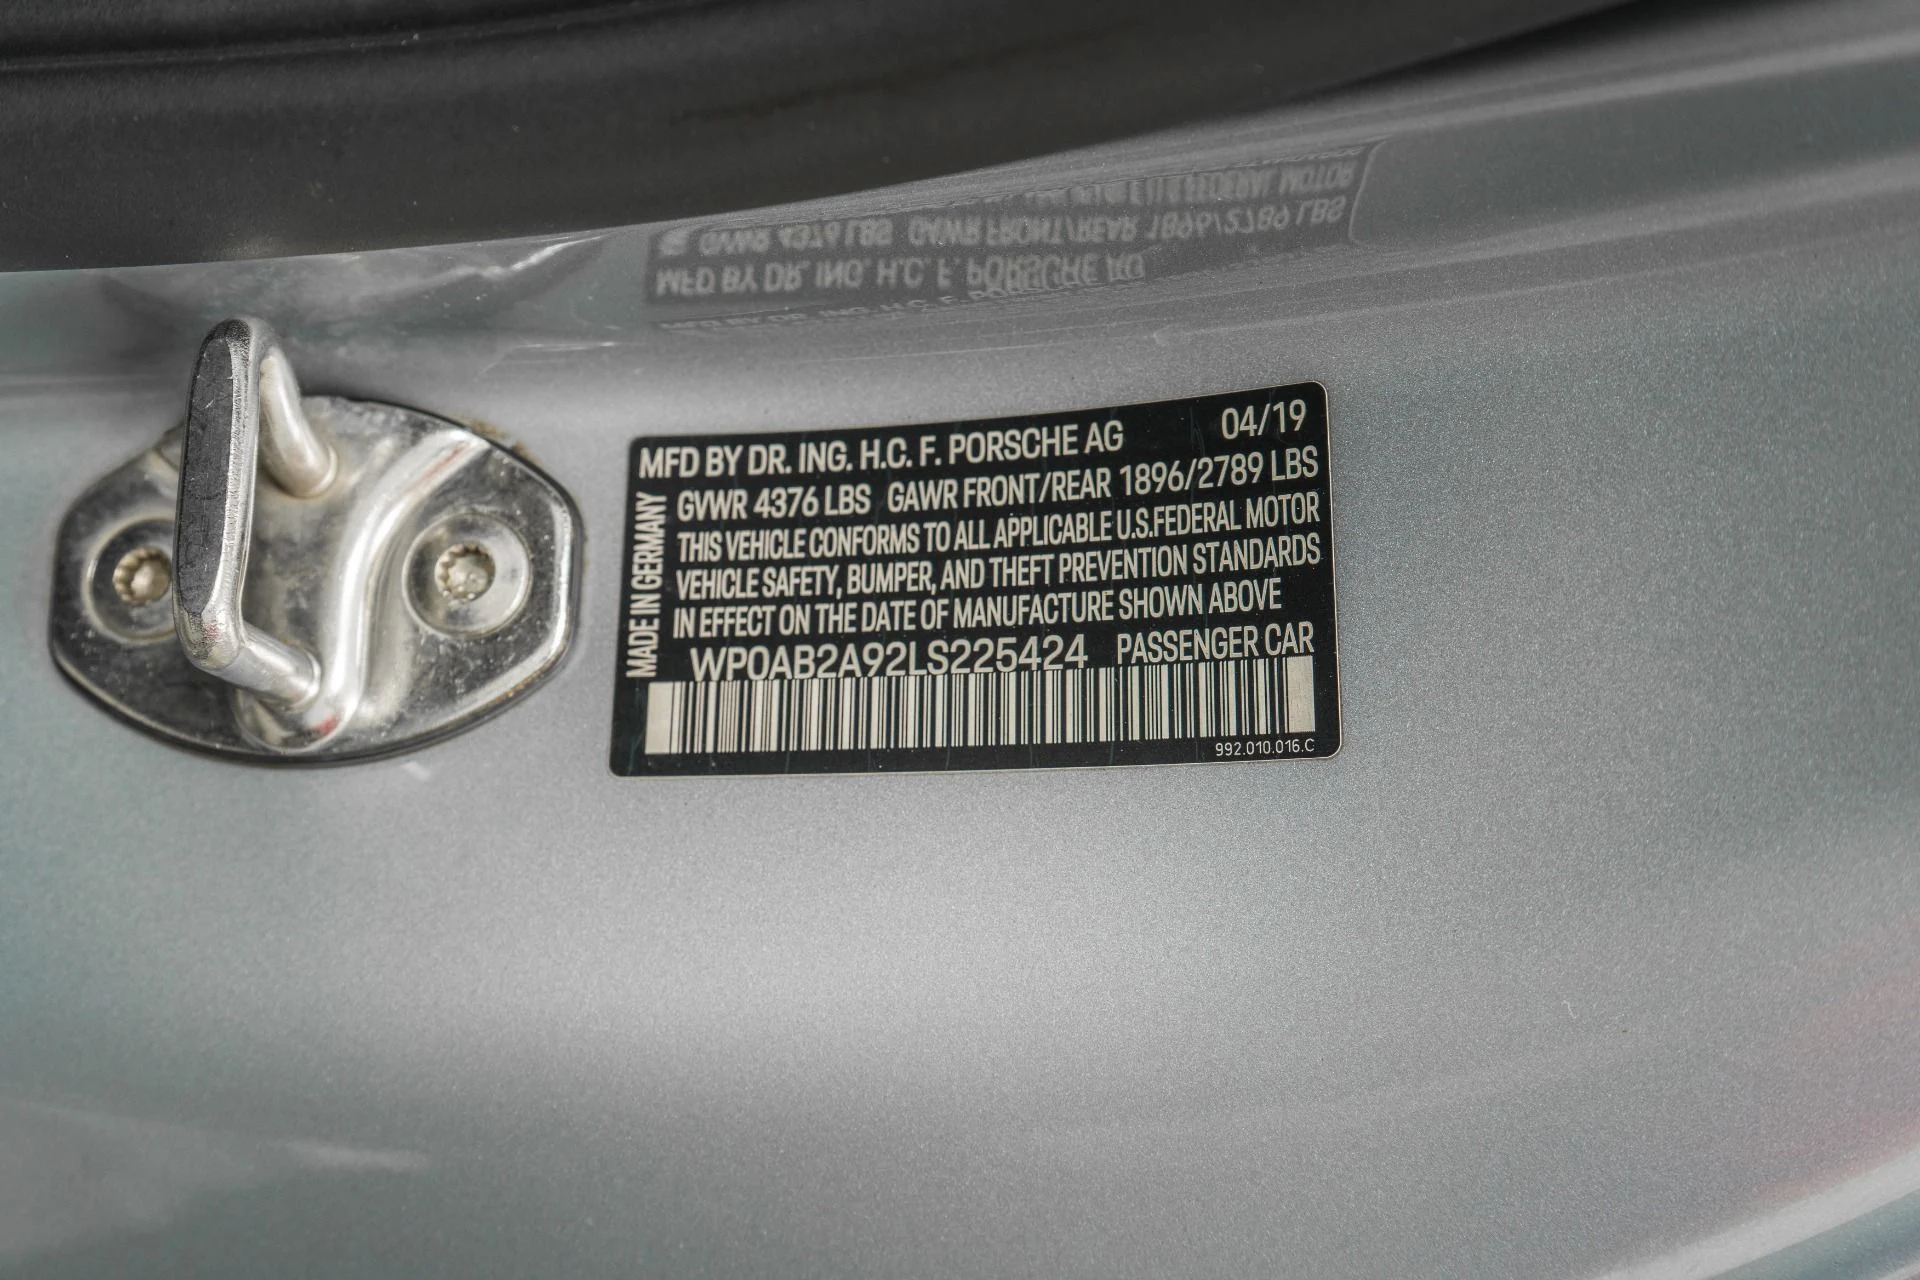 MFD BY DR. ING. H.C. F. PORSCHE AG 04/19
GVWR 4376 LBS GAWR FRONT/REAR 1896/2789 LBS
THIS VEHICLE CONFORMS TO ALL APPLICABLE U.S.FEDERAL MOTOR
VEHICLE SAFETY, BUMPER, AND THEFT PREVENTION STANDARDS
IN EFFECT ON THE DATE OF MANUFACTURE SHOWN ABOVE
WP0AB2A92LS225424 PASSENGER CAR
MADE IN GERMANY
992.010.016.C